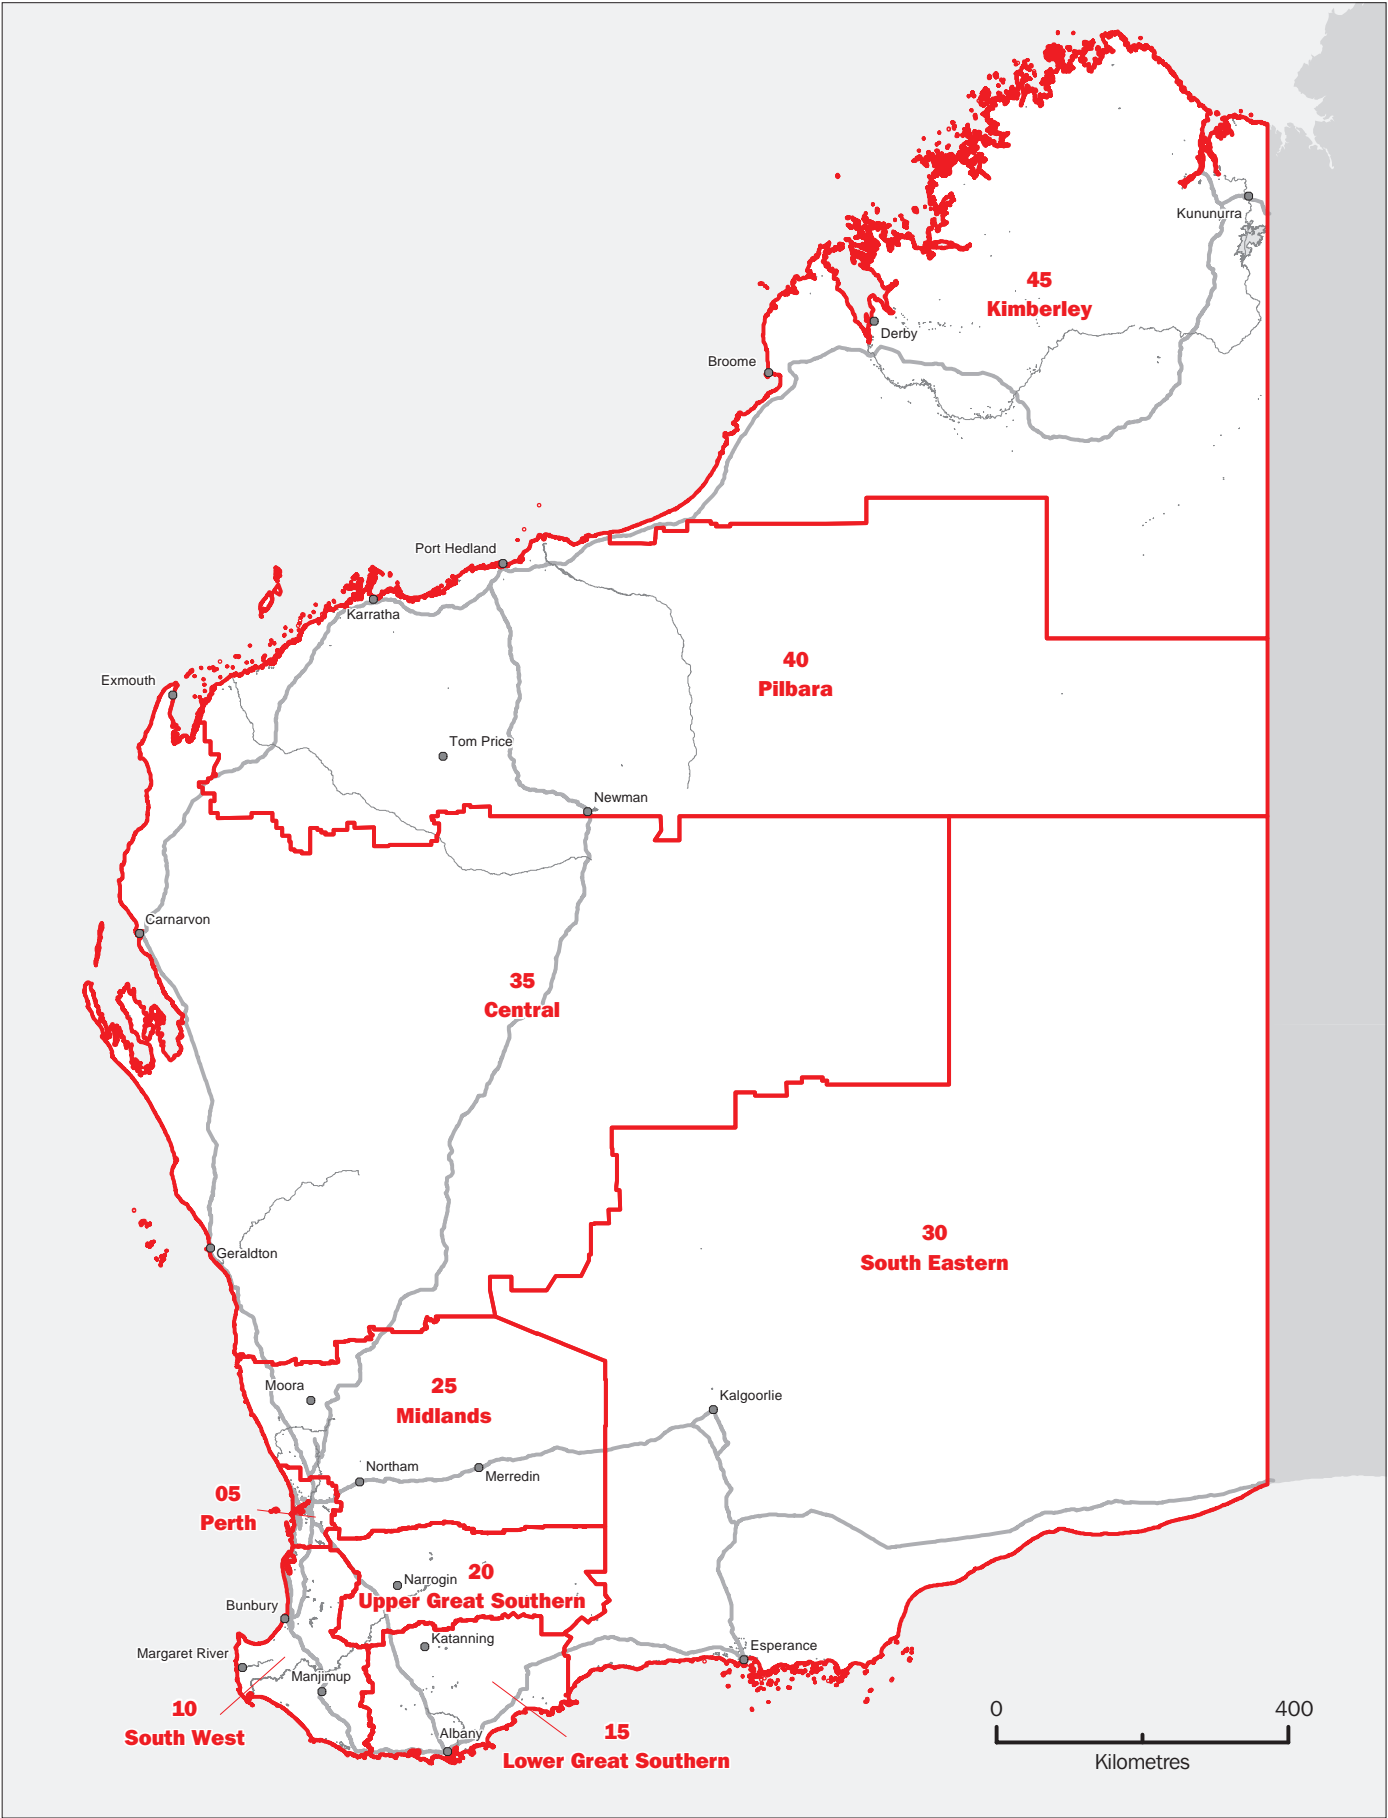 Kununurra
45
Kimberley
Derby
Broome
Port Hedland
Karratha
40
Pilbara
Exmouth
Tom Price
Newman
Carnarvon
35
Central
30
South Eastern
Geraldton
Moora
25
Midlands
Kalgoorlie
Northam
Merredin
05
Perth
20
Upper Great Southern
Narrogin
Bunbury
Katanning
Esperance
Margaret River
Manjimup
10
South West
Albany
15
Lower Great Southern
0
400
Kilometres